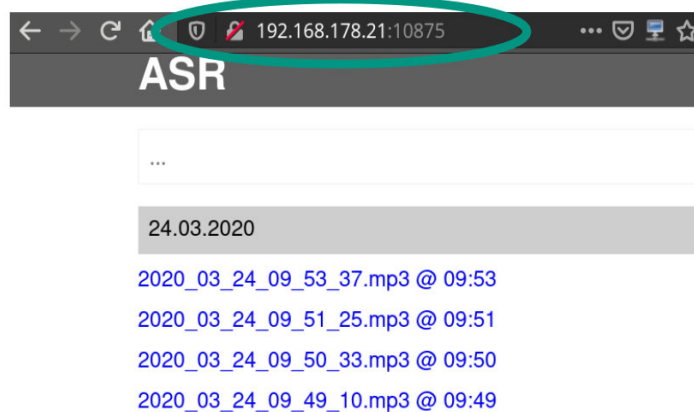 192.168.178.21:10875
ASR
...
24.03.2020
2020_03_24_09_53_37.mp3 @ 09:53
2020_03_24_09_51_25.mp3 @ 09:51
2020_03_24_09_50_33.mp3 @ 09:50
2020_03_24_09_49_10.mp3 @ 09:49